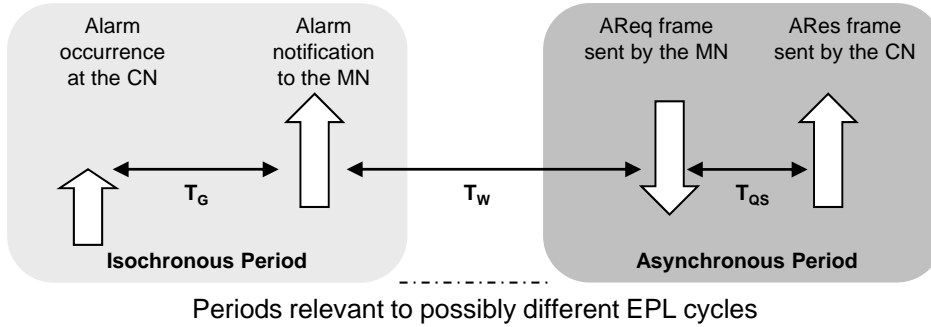 Alarm
occurrence
at the CN
Alarm
notification
to the MN
AReq frame
sent by the MN
ARes frame
sent by the CN
TG
TW
TQS
Isochronous Period
Asynchronous Period
Periods relevant to possibly different EPL cycles